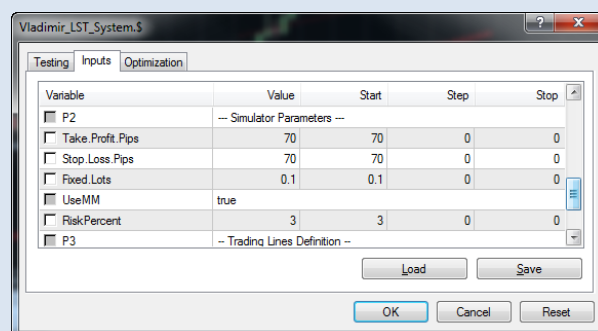 Vladimir_LST_System.$
?
X
Testing Inputs Optimization
Variable Value Start Step Stop
P2 --- Simulator Parameters ---
Take.Profit.Pips 70 70 0 0
Stop.Loss.Pips 70 70 0 0
Fixed.Lots 0.1 0.1 0 0
UseMM true
RiskPercent 3 3 0 0
P3 -- Trading Lines Definition --
Load Save
OK Cancel Reset